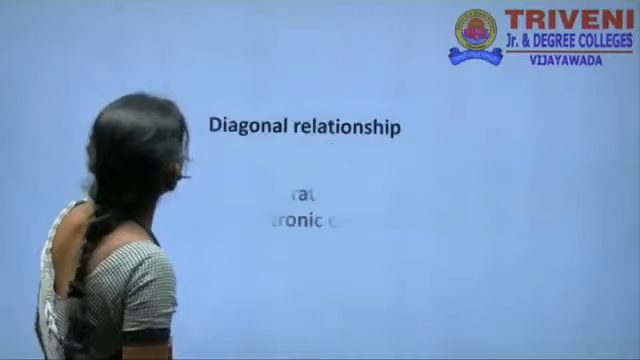 TRIVENI
Jr. & DEGREE COLLEGES
VIJAYAWADA
Diagonal relationship